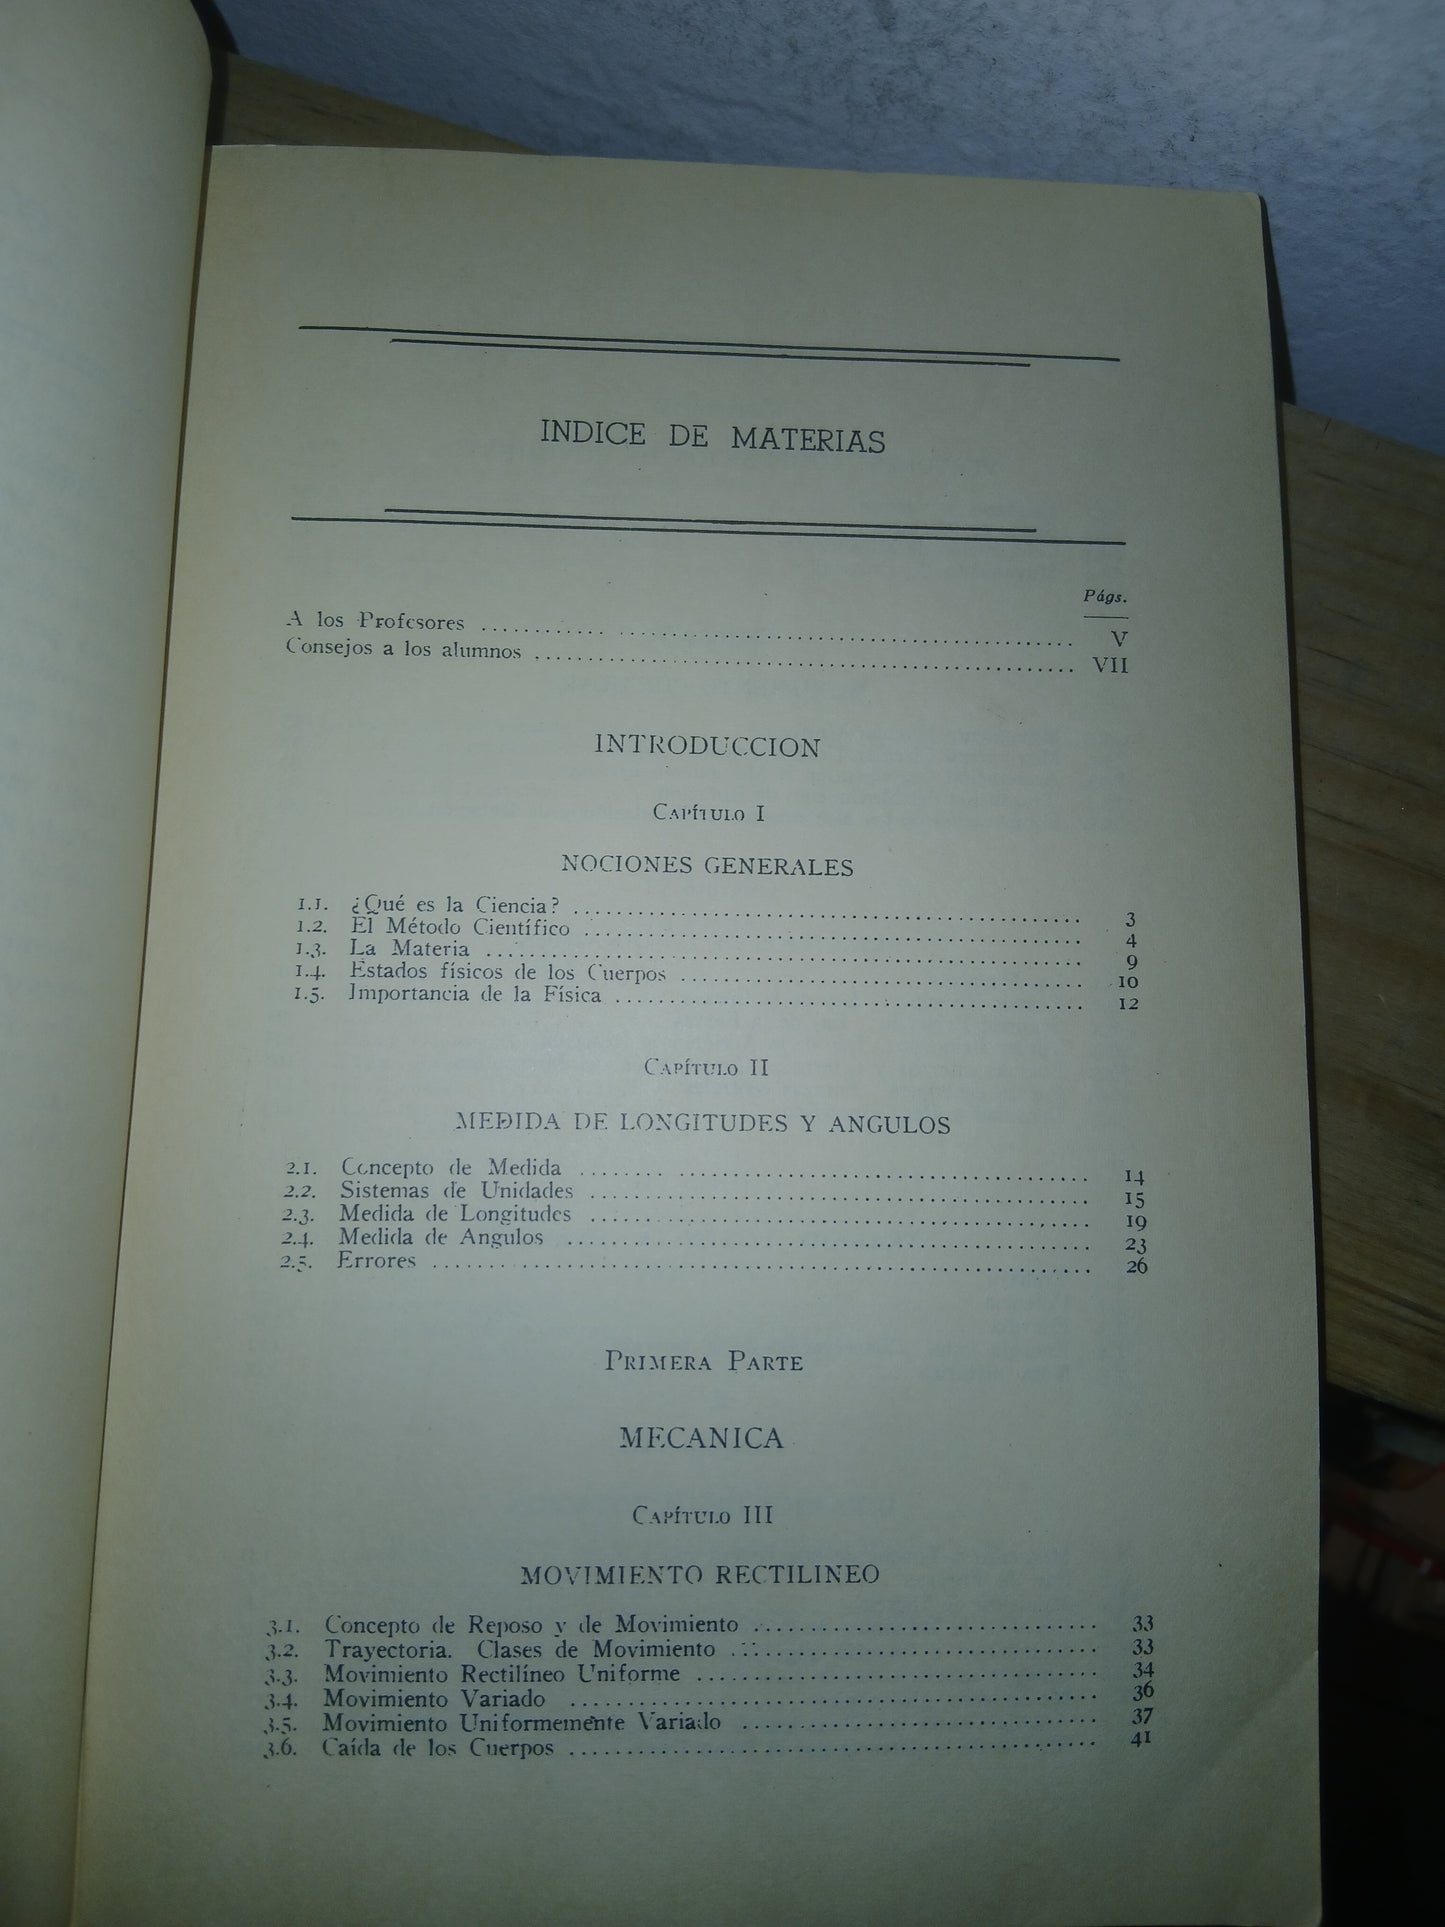 INDICE DE MATERIAS
Págs.
A los Profesores ........................ V
Consejos a los alumnos ........................ VII
INTRODUCCION
Capítulo I
NOCIONES GENERALES
1.1. ¿Qué es la Ciencia? ........................ 3
1.2. El Método Científico ........................ 4
1.3. La Materia ........................ 9
1.4. Estados físicos de los Cuerpos ........................ 10
1.5. Importancia de la Física ........................ 12
Capítulo II
MEDIDA DE LONGITUDES Y ANGULOS
2.1. Concepto de Medida ........................ 14
2.2. Sistemas de Unidades ........................ 15
2.3. Medida de Longitudes ........................ 19
2.4. Medida de Angulos ........................ 23
2.5. Errores ........................ 26
Primera Parte
MECANICA
Capítulo III
MOVIMIENTO RECTILINEO
3.1. Concepto de Reposo y de Movimiento ........................ 33
3.2. Trayectoria. Clases de Movimiento ........................ 33
3.3. Movimiento Rectilíneo Uniforme ........................ 34
3.4. Movimiento Variado ........................ 36
3.5. Movimiento Uniformemente Variado ........................ 37
3.6. Caída de los Cuerpos ........................ 41